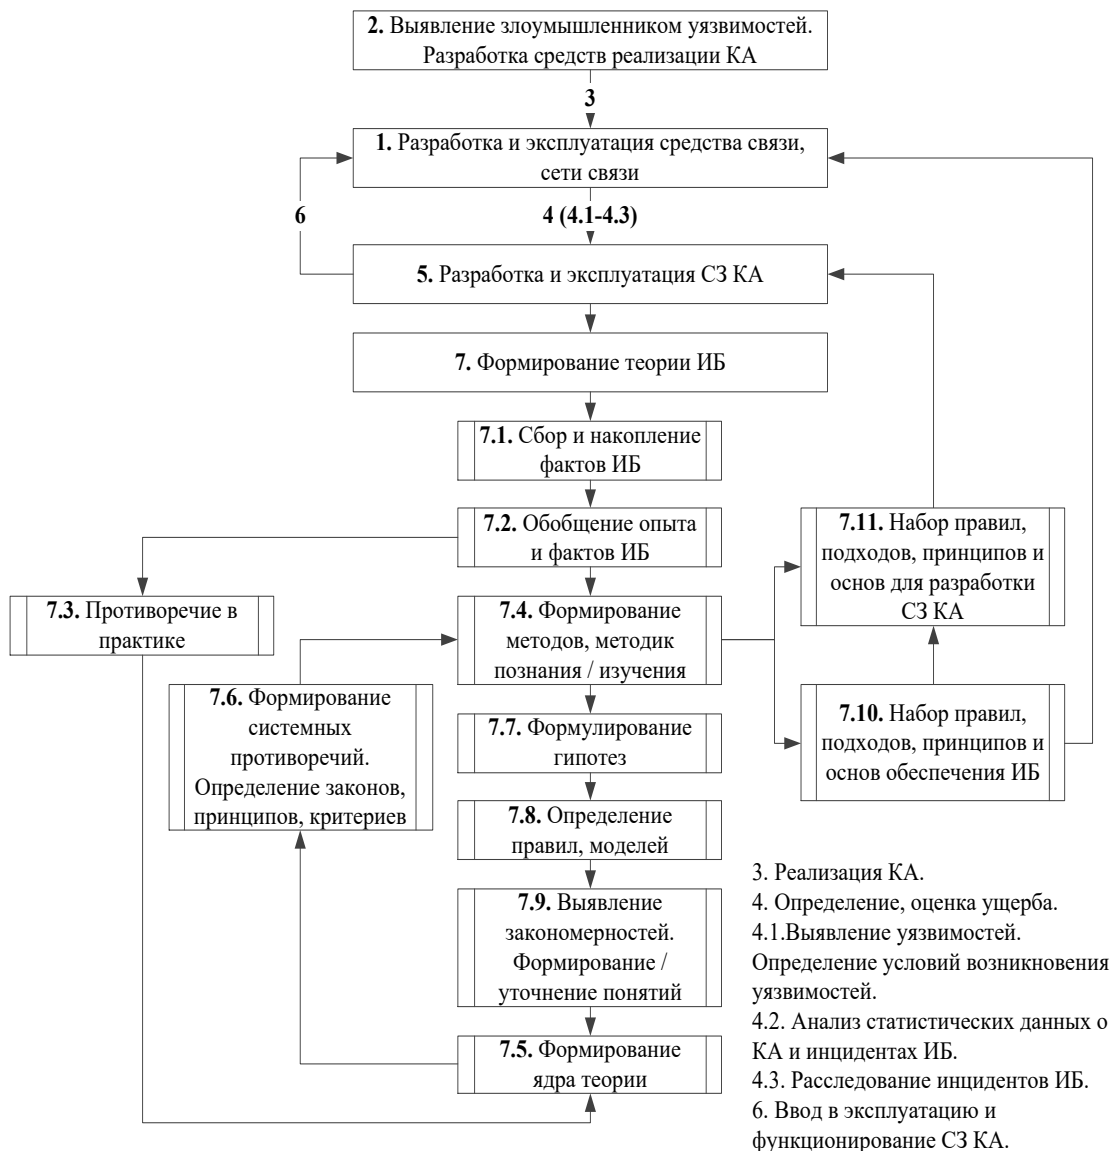 2. Выявление злоумышленником уязвимостей.
Разработка средств реализации КА
3
1. Разработка и эксплуатация средства связи,
сети связи
6
4 (4.1-4.3)
5. Разработка и эксплуатация СЗ КА
7. Формирование теории ИБ
7.1. Сбор и накопление
фактов ИБ
7.2. Обобщение опыта
и фактов ИБ
7.3. Противоречие в
практике
7.4. Формирование
методов, методик
познания / изучения
7.11. Набор правил,
подходов, принципов и
основ для разработки
СЗ КА
7.6. Формирование
системных
противоречий.
Определение законов,
принципов, критериев
7.7. Формулирование
гипотез
7.10. Набор правил,
подходов, принципов и
основ обеспечения ИБ
7.8. Определение
правил, моделей
7.9. Выявление
закономерностей.
Формирование /
уточнение понятий
7.5. Формирование
ядра теории
3. Реализация КА.
4. Определение, оценка ущерба.
4.1.Выявление уязвимостей.
Определение условий возникновения
уязвимостей.
4.2. Анализ статистических данных о
КА и инцидентах ИБ.
4.3. Расследование инцидентов ИБ.
6. Ввод в эксплуатацию и
функционирование СЗ КА.